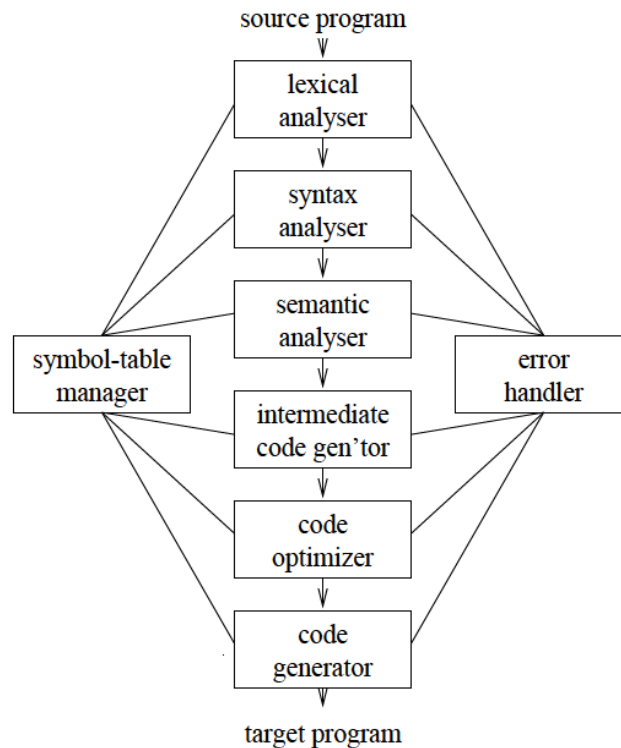 source program
lexical
analyser
syntax
analyser
semantic
analyser
symbol-table
manager
error
handler
intermediate
code gen'tor
code
optimizer
code
generator
target program